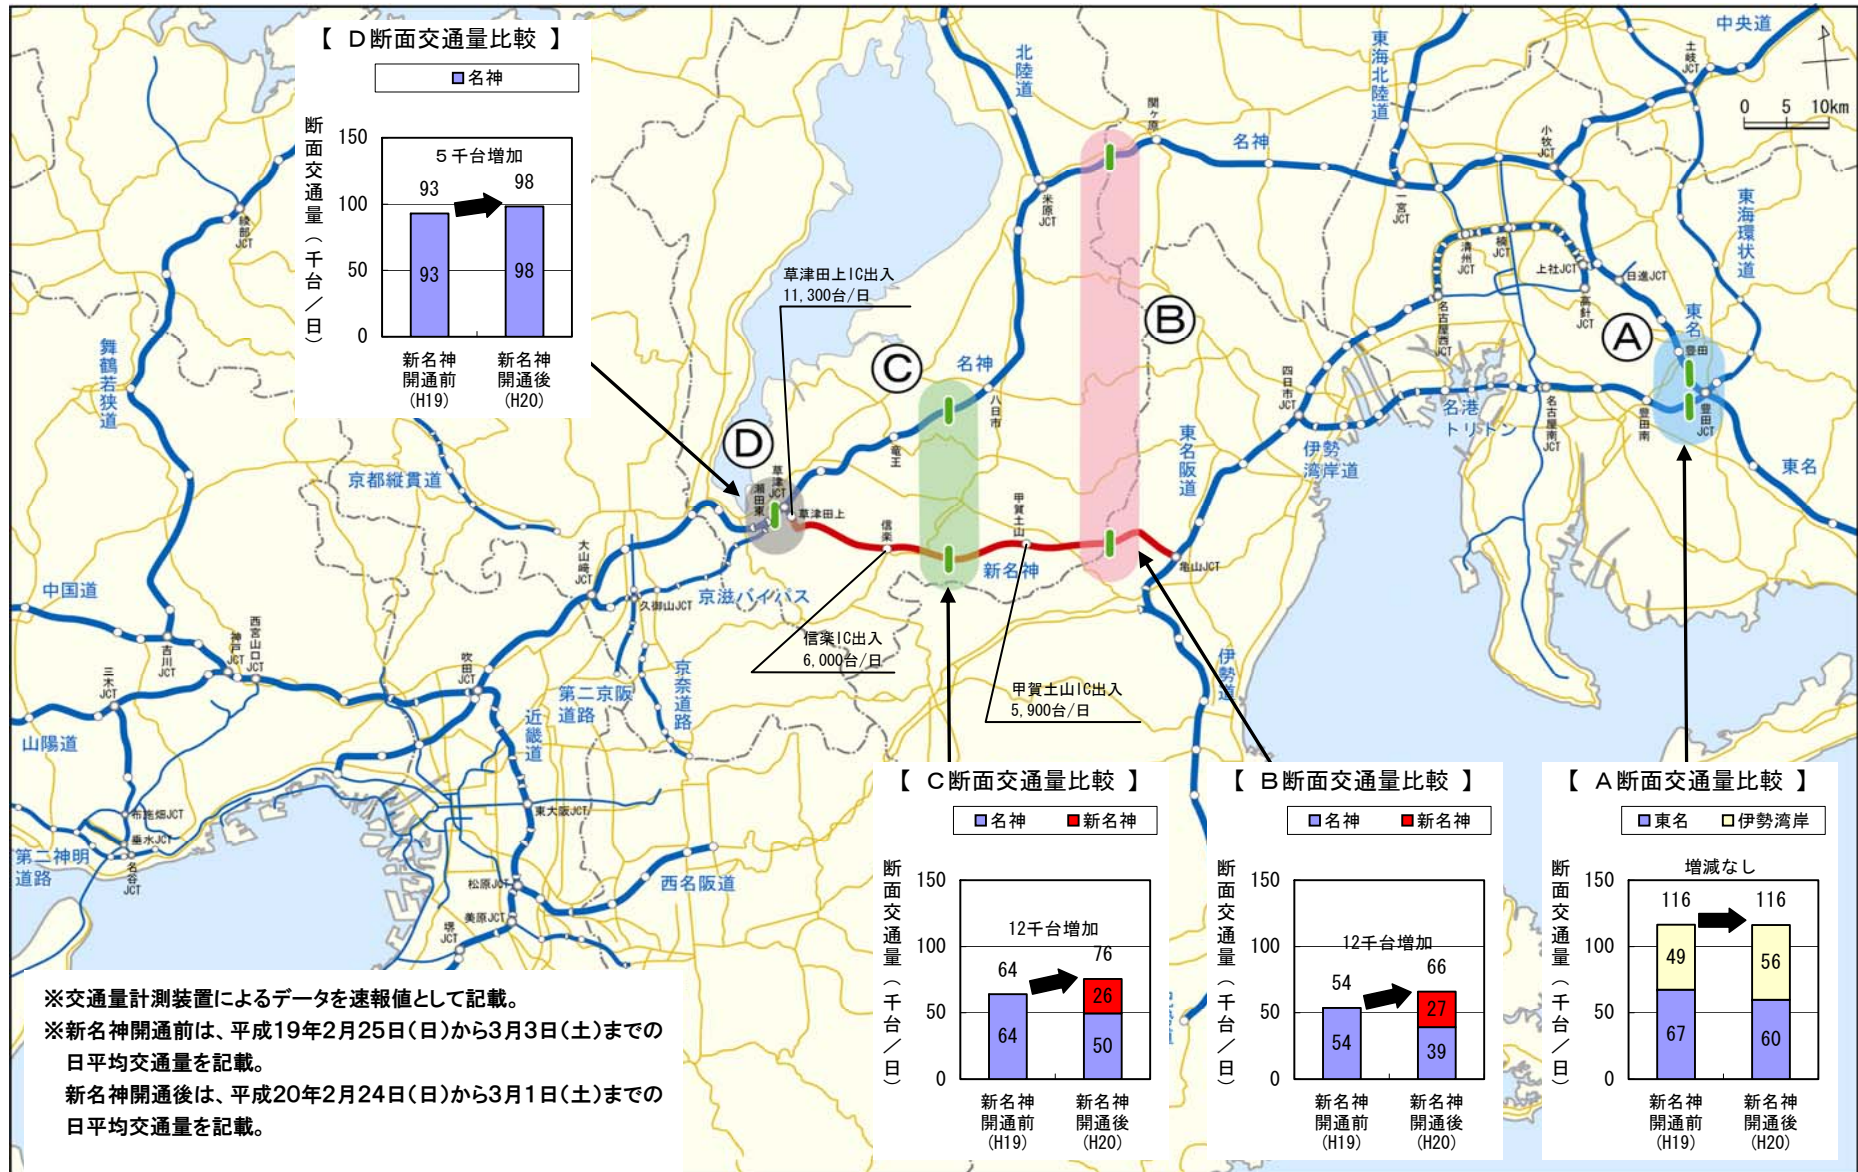 【 D断面交通量比較 】
名神
断面交通量(千台/日)
150
100
50
0
5千台増加
93
98
93
98
新名神
開通前
(H19)
新名神
開通後
(H20)
北陸道
関ヶ原
名神
東海北陸道
中央道
土岐JCT
0 5 10km
小牧JCT
一宮JCT
米原JCT
清州JCT
楠JCT
上社JCT
高針JCT
日進JCT
東海環状道
東名
豊田
A
名古屋西JCT
綾部JCT
草津田上IC出入
11,300台/日
B
C
名神
八日市
竜王
四日市JCT
名港トリトン
名古屋南JCT
豊田南
豊田JCT
東名
舞鶴若狭道
D
草津JCT
瀬田東
草津田上
東名阪道
伊勢湾岸道
京都縦貫道
信楽
甲賀土山
新名神
亀山JCT
大山崎JCT
中国道
京滋バイパス
久御山JCT
信楽IC出入
6,000台/日
甲賀土山IC出入
5,900台/日
伊勢道
西宮山口JCT
神戸JCT
吉川JCT
三木JCT
吹田JCT
第二京阪道路
京奈道路
近畿道
山陽道
布施畑JCT
垂水JCT
名谷JCT
第二神明道路
東大阪JCT
松原JCT
西名阪道
美原JCT
堺JCT
【 C断面交通量比較 】
名神 新名神
断面交通量(千台/日)
150
100
50
0
12千台増加
64
76
64
26
50
新名神
開通前
(H19)
新名神
開通後
(H20)
【 B断面交通量比較 】
名神 新名神
断面交通量(千台/日)
150
100
50
0
12千台増加
54
66
54
27
39
新名神
開通前
(H19)
新名神
開通後
(H20)
【 A断面交通量比較 】
東名 伊勢湾岸
断面交通量(千台/日)
150
100
50
0
増減なし
116
116
49
67
56
60
新名神
開通前
(H19)
新名神
開通後
(H20)
※交通量計測装置によるデータを速報値として記載。
※新名神開通前は、平成19年2月25日(日)から3月3日(土)までの
日平均交通量を記載。
新名神開通後は、平成20年2月24日(日)から3月1日(土)までの
日平均交通量を記載。